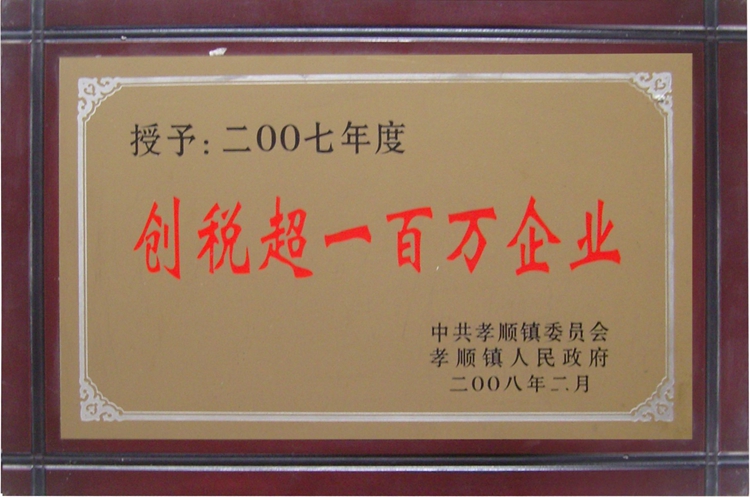 授予：二OO七年度
创税超一百万企业
中共孝顺镇委员会
孝顺镇人民政府
二OO八年二月